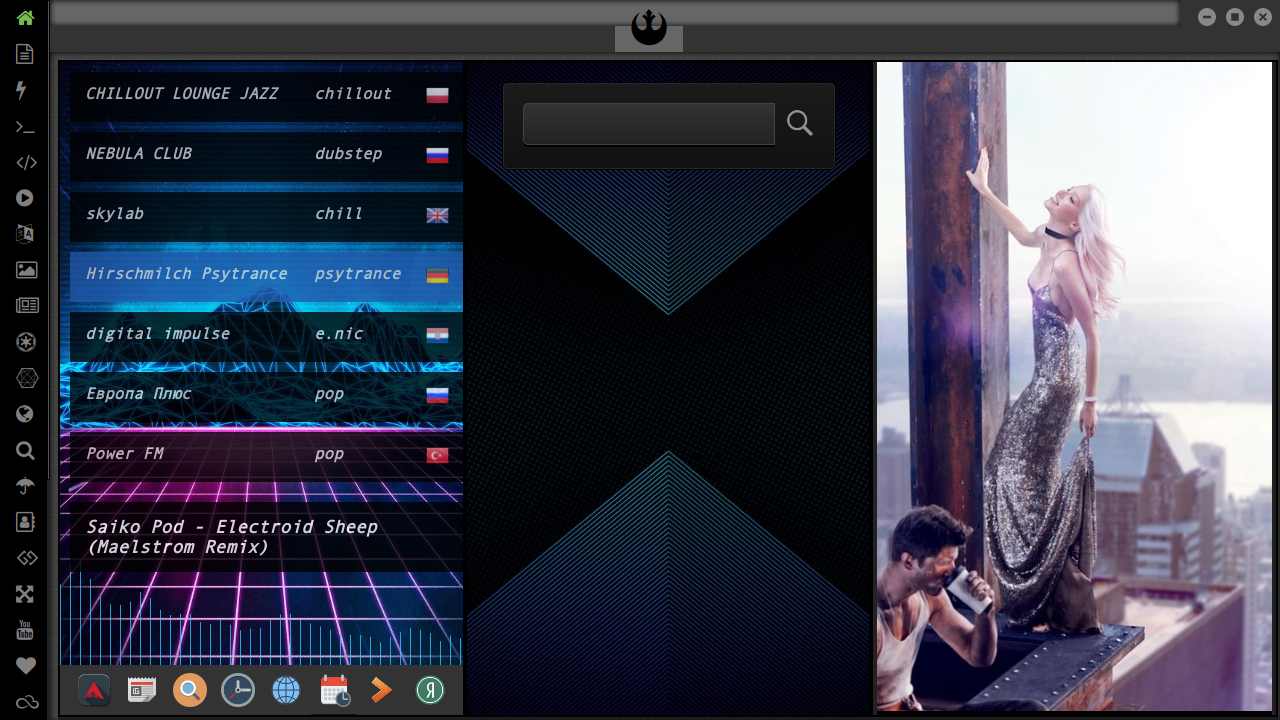 CHILLOUT LOUNGE JAZZ chillout
NEBULA CLUB dubstep
skylab chill
Hirschmilch Psytrance psytrance
digital impulse e.nic
Европа Плюс pop
Power FM pop
Saiko Pod - Electroid Sheep
(Maelstrom Remix)
You
Tube
Я